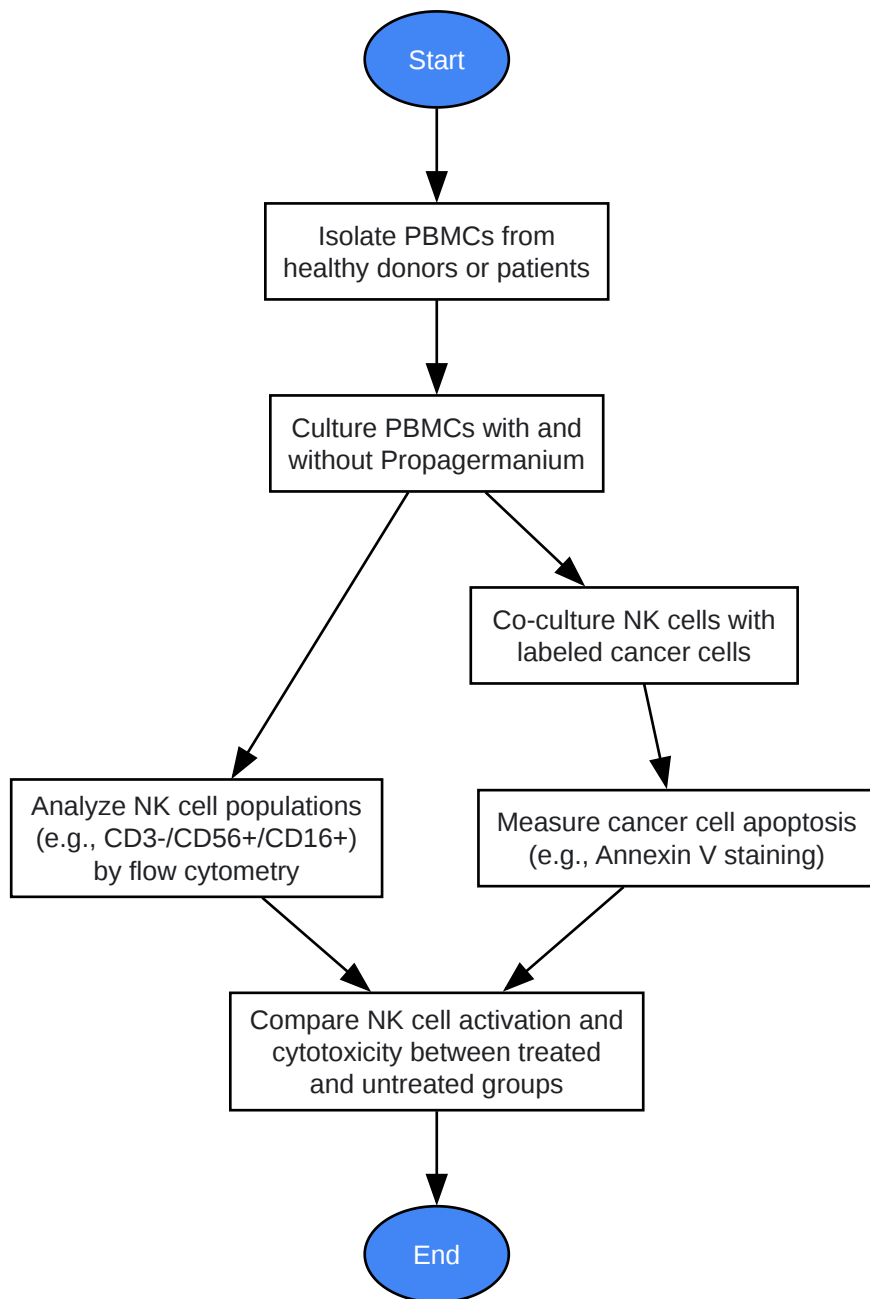 Start
Isolate PBMCs from
healthy donors or patients
Culture PBMCs with and
without Propagermanium
Co-culture NK cells with
labeled cancer cells
Analyze NK cell populations
(e.g., CD3-/CD56+/CD16+)
by flow cytometry
Measure cancer cell apoptosis
(e.g., Annexin V staining)
Compare NK cell activation and
cytotoxicity between treated
and untreated groups
End